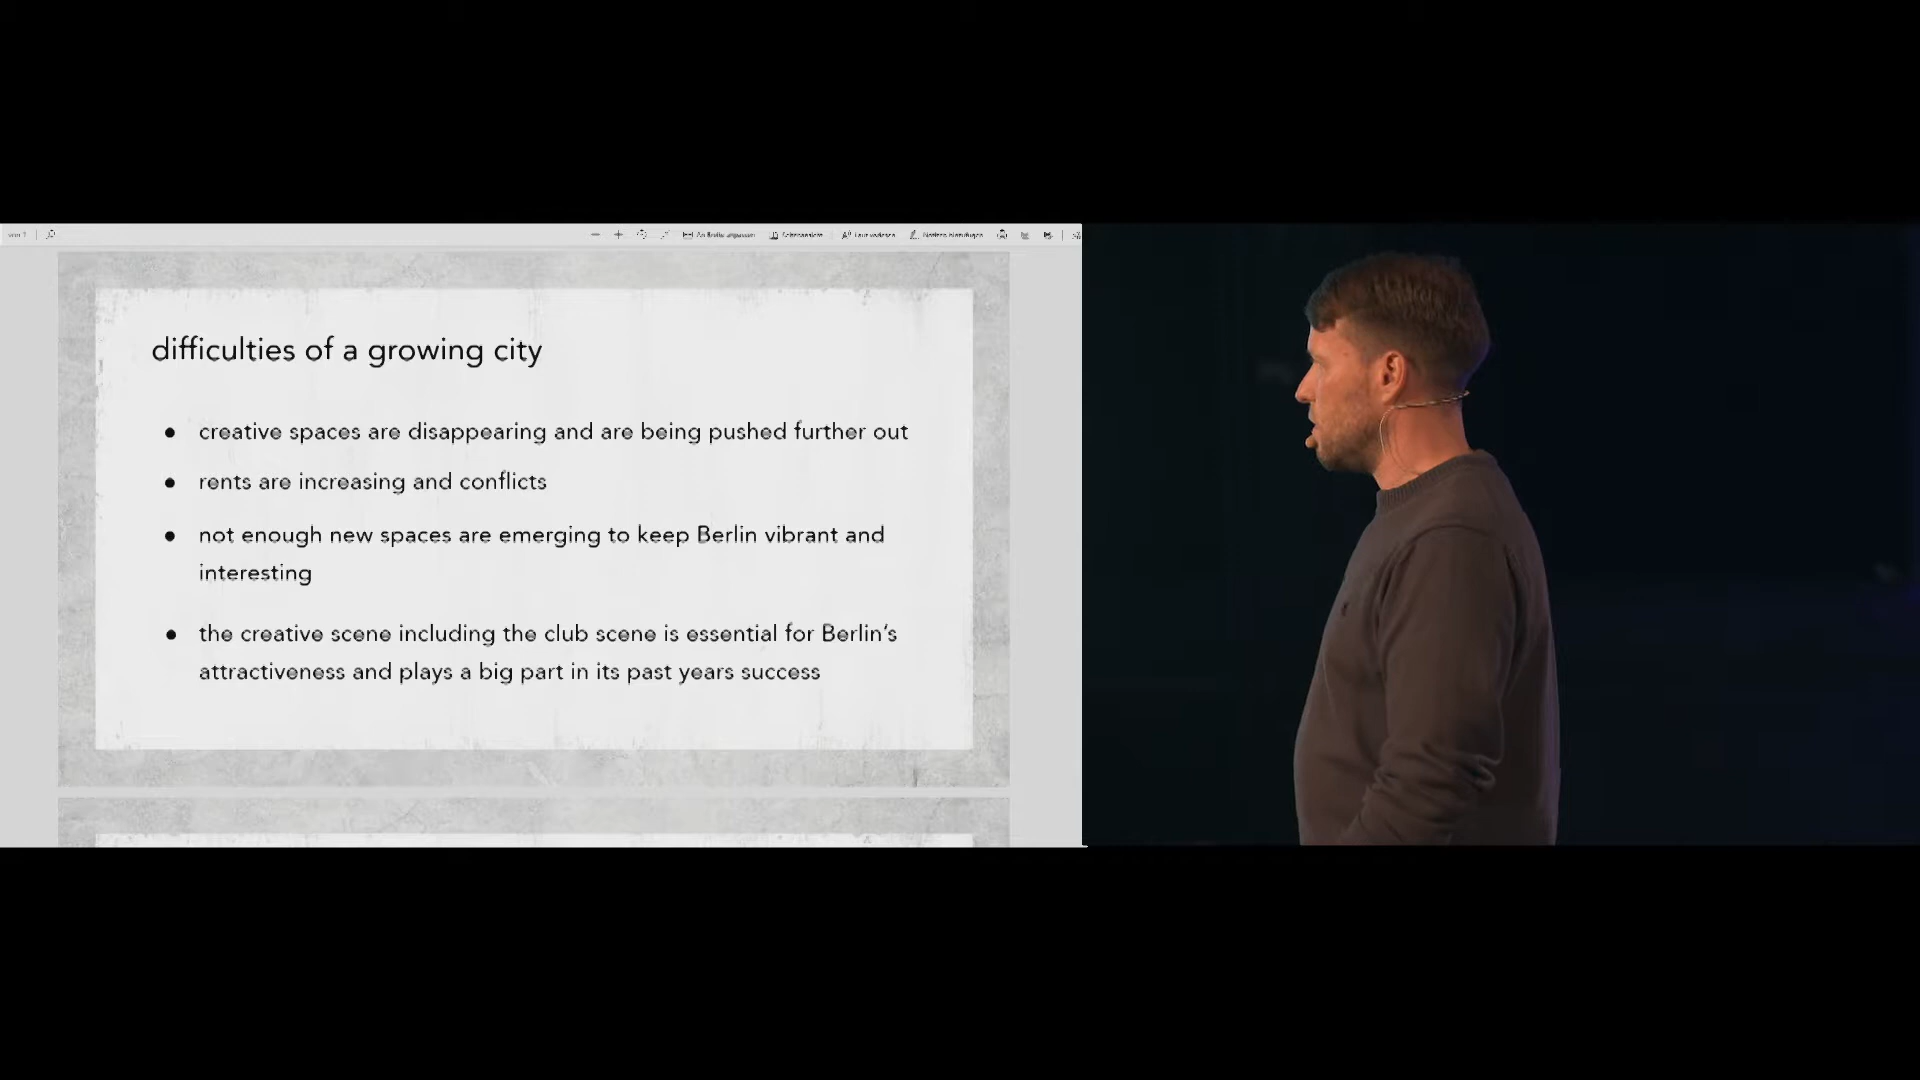 difficulties of a growing city
● creative spaces are disappearing and are being pushed further out
● rents are increasing and conflicts
● not enough new spaces are emerging to keep Berlin vibrant and
interesting
● the creative scene including the club scene is essential for Berlin's
attractiveness and plays a big part in its past years success